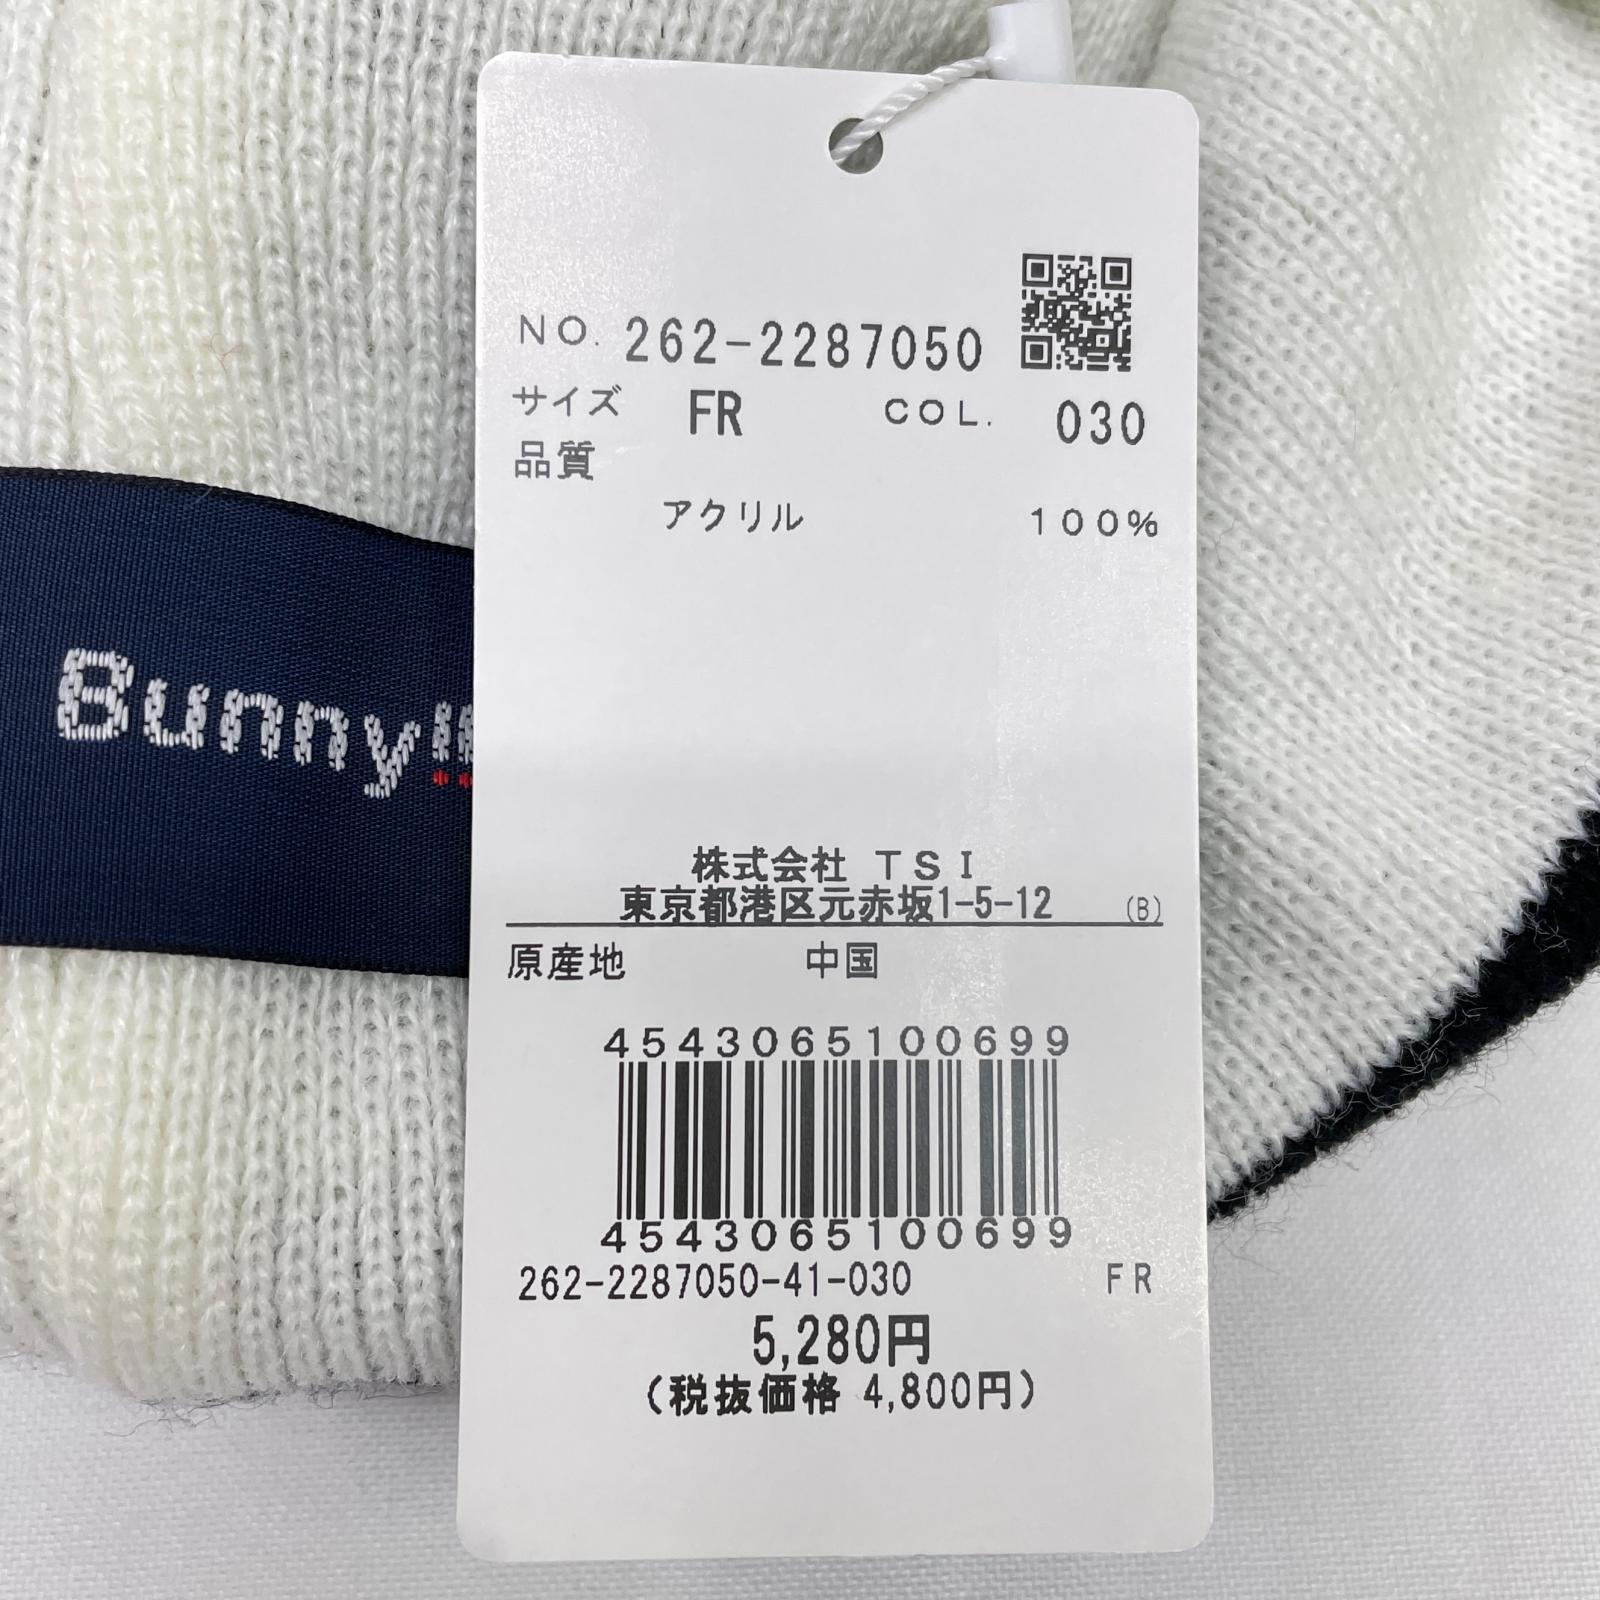 NO. 262-2287050
サイズ FR COL. 030
品質
アクリル 100%
Bunny!!
株式会社 TSI
東京都港区元赤坂1-5-12 (B)
原産地 中国
4543065100699
4543065100699
262-2287050-41-030 FR
5,280円
(税抜価格 4,800円)